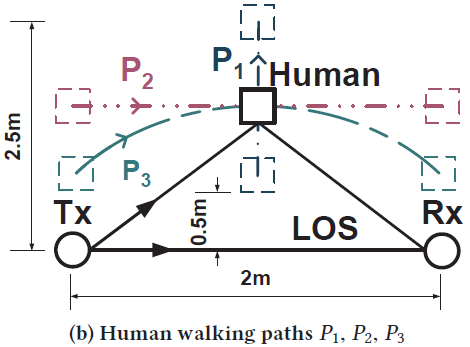 P1
P2
Human
2.5m
P3
Tx
0.5m
Rx
LOS
2m
(b) Human walking paths P1, P2, P3